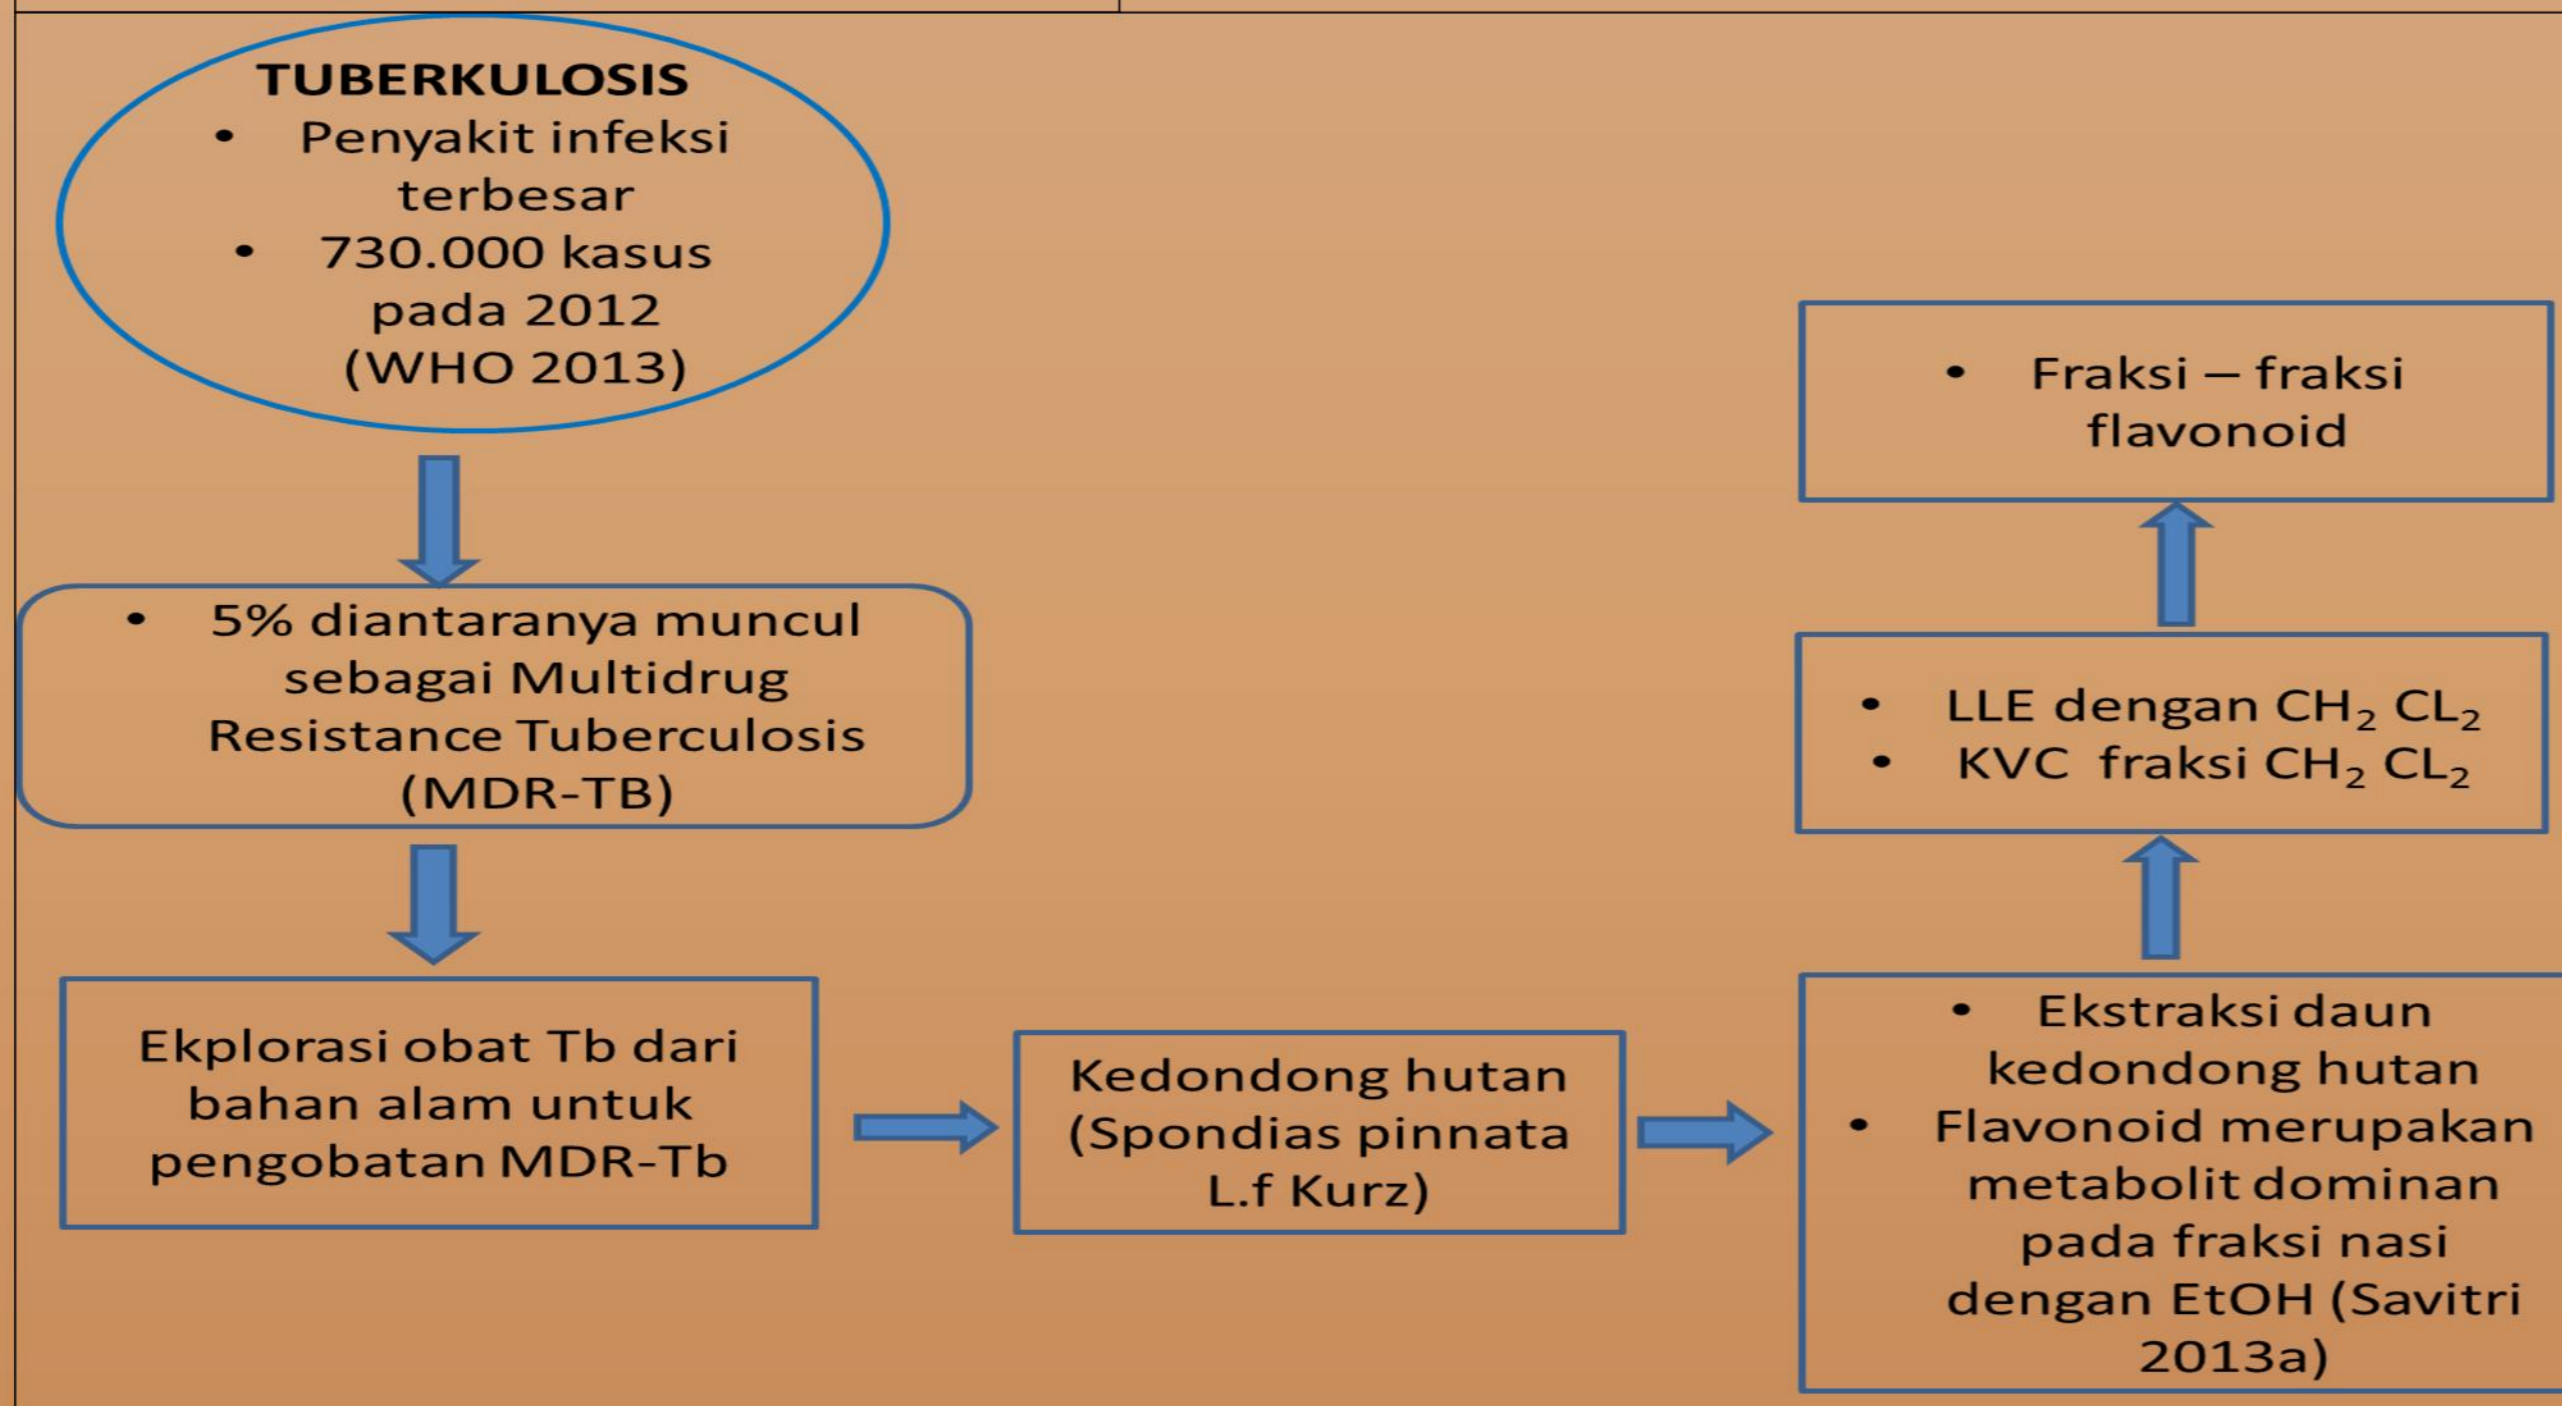 TUBERKULOSIS
• Penyakit infeksi
terbesar
• 730.000 kasus
pada 2012
(WHO 2013)
• 5% diantaranya muncul
sebagai Multidrug
Resistance Tuberculosis
(MDR-TB)
Ekplorasi obat Tb dari
bahan alam untuk
pengobatan MDR-Tb
Kedondong hutan
(Spondias pinnata
L.f Kurz)
• Ekstraksi daun
kedondong hutan
• Flavonoid merupakan
metabolit dominan
pada fraksi nasi
dengan EtOH (Savitri
2013a)
• LLE dengan CH₂ CL₂
• KVC fraksi CH₂ CL₂
• Fraksi – fraksi
flavonoid